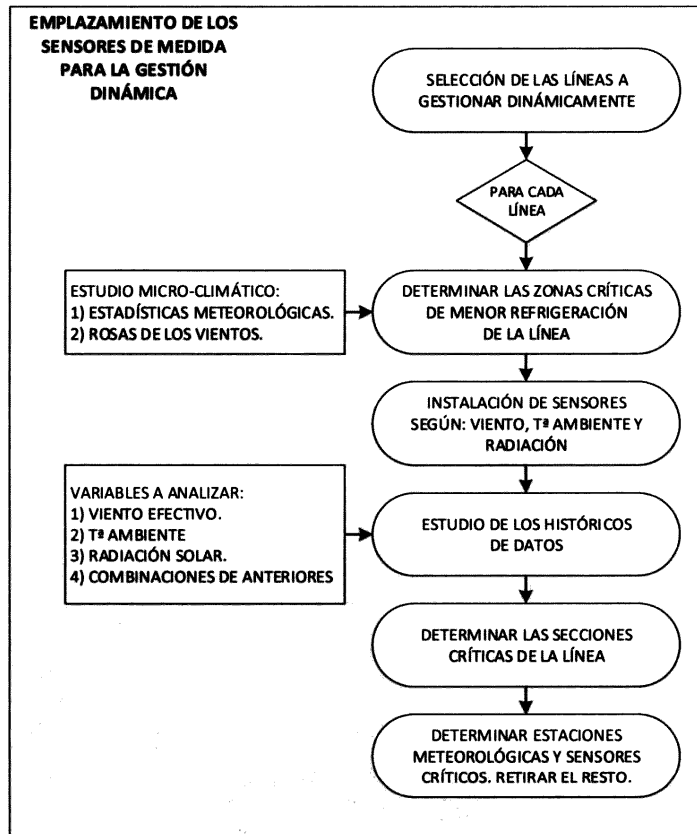 EMPLAZAMIENTO DE LOS
SENSORES DE MEDIDA
PARA LA GESTIÓN
DINÁMICA
SELECCIÓN DE LAS LÍNEAS A
GESTIONAR DINÁMICAMENTE
PARA CADA
LÍNEA
ESTUDIO MICRO-CLIMÁTICO:
1) ESTADÍSTICAS METEOROLÓGICAS.
2) ROSAS DE LOS VIENTOS.
DETERMINAR LAS ZONAS CRÍTICAS
DE MENOR REFRIGERACIÓN
DE LA LÍNEA
INSTALACIÓN DE SENSORES
SEGÚN: VIENTO, Tª AMBIENTE Y
RADIACIÓN
VARIABLES A ANALIZAR:
1) VIENTO EFECTIVO.
2) Tª AMBIENTE
3) RADIACIÓN SOLAR.
4) COMBINACIONES DE ANTERIORES
ESTUDIO DE LOS HISTÓRICOS
DE DATOS
DETERMINAR LAS SECCIONES
CRÍTICAS DE LA LÍNEA
DETERMINAR ESTACIONES
METEOROLÓGICAS Y SENSORES
CRÍTICOS. RETIRAR EL RESTO.